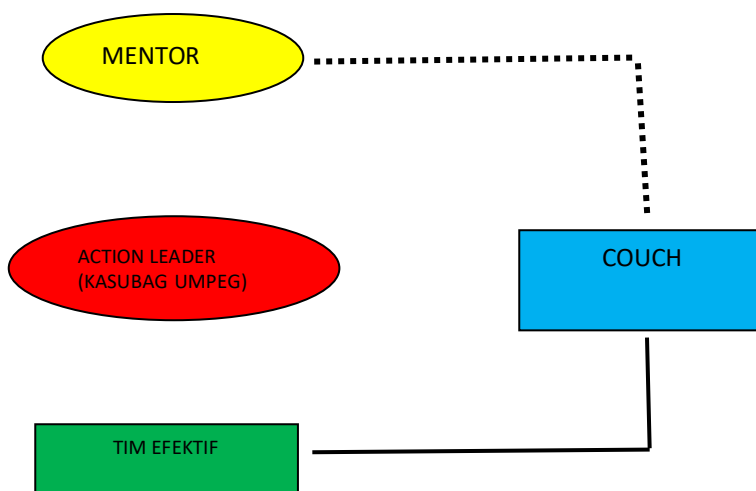 MENTOR
ACTION LEADER
(KASUBAG UMPEG)
COUCH
TIM EFEKTIF